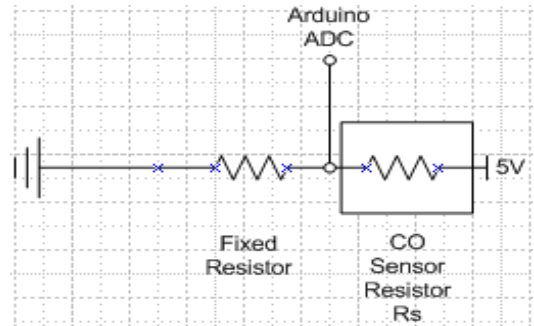 Arduino
ADC
5V
Fixed
Resistor
CO
Sensor
Resistor
Rs